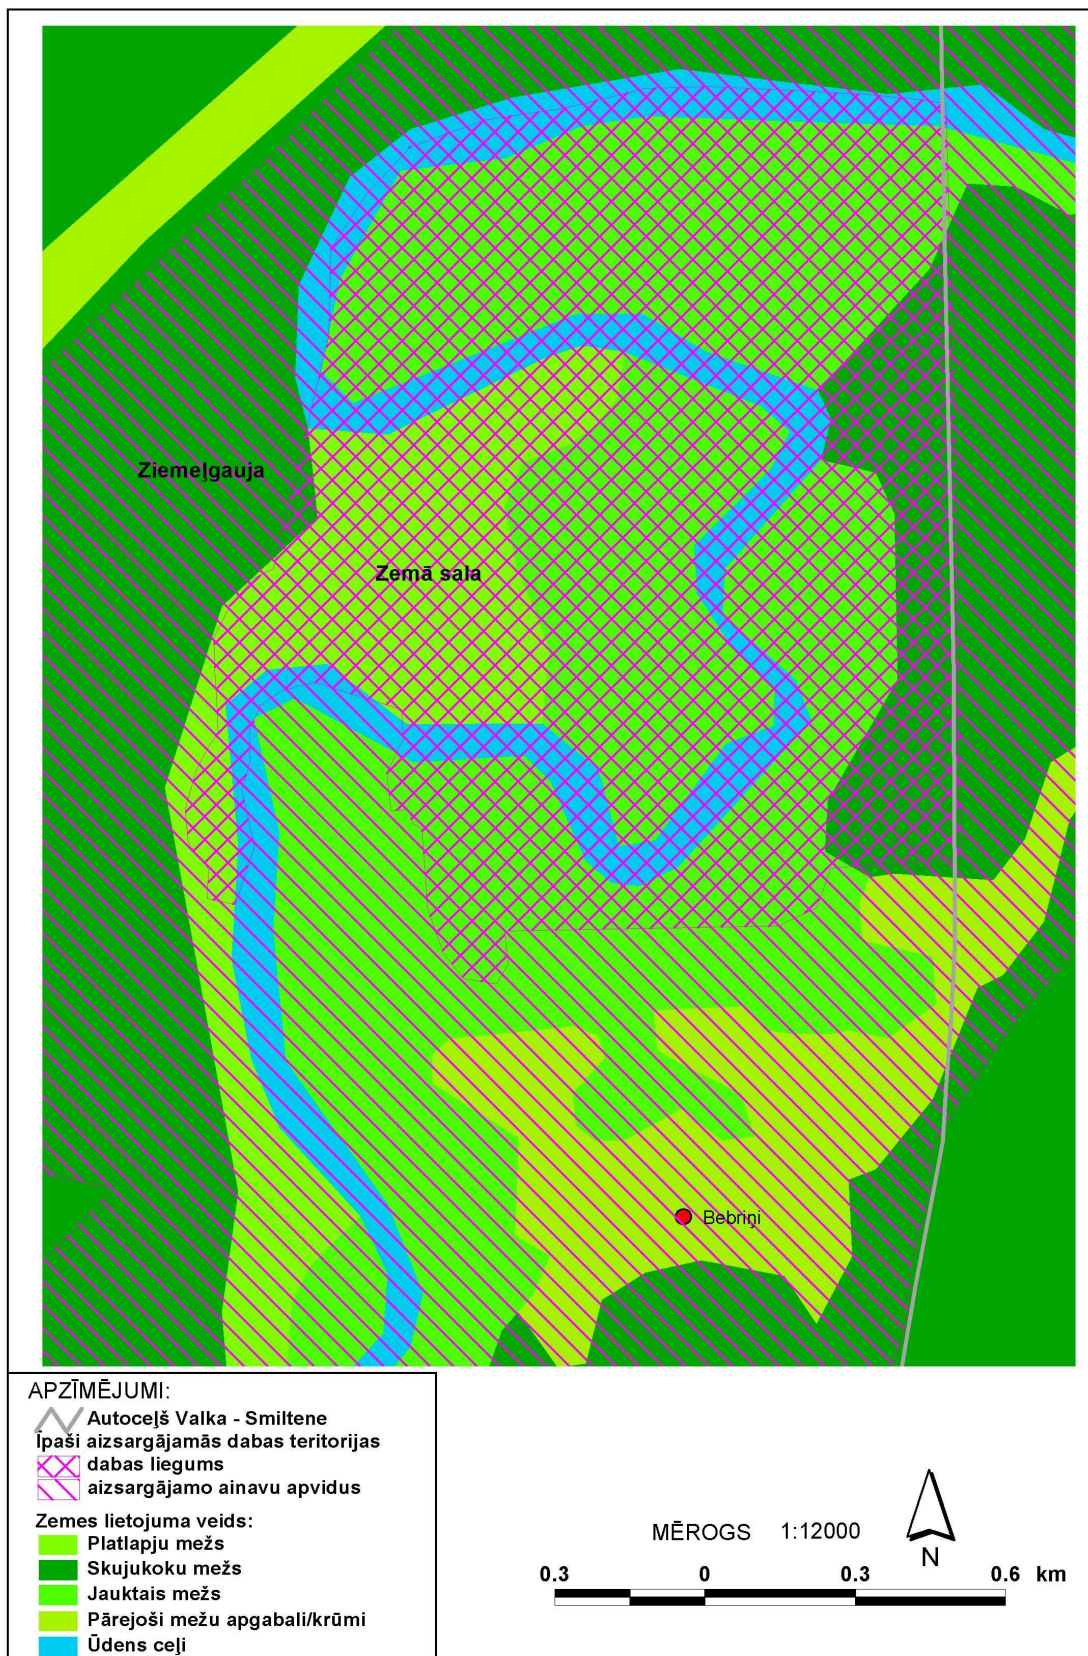 Ziemeļgauja
Zemā sala
Bebriņi
APZĪMĒJUMI:
Autoceļš Valka - Smiltene
Īpaši aizsargājamās dabas teritorijas
dabas liegums
aizsargājamo ainavu apvidus
Zemes lietojuma veids:
Platlapju mežs
Skujukoku mežs
Jauktais mežs
Pārejoši mežu apgabali/krūmi
Ūdens ceļi
MĒROGS 1:12000
N
0.3 0 0.3 0.6 km